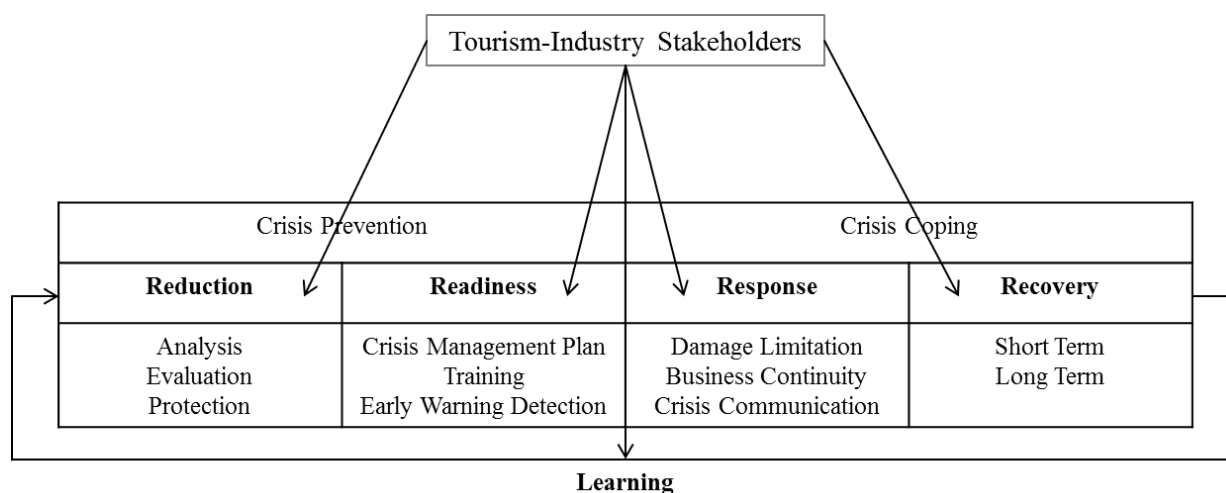 Tourism-Industry Stakeholders
Crisis Prevention
Crisis Coping
Reduction
Readiness
Response
Recovery
Analysis
Evaluation
Protection
Crisis Management Plan
Training
Early Warning Detection
Damage Limitation
Business Continuity
Crisis Communication
Short Term
Long Term
Learning